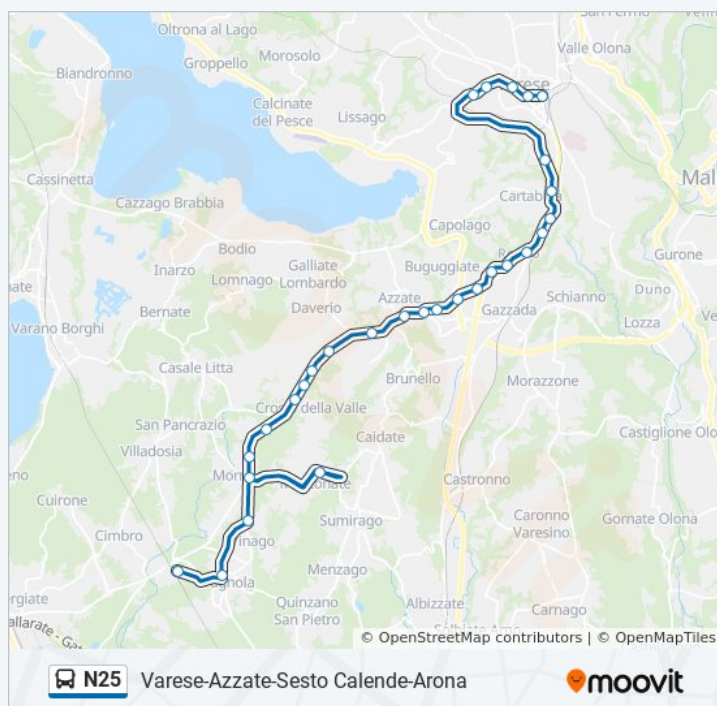 San Fermo
Oltrona al Lago
Morosolo
Valle Olona
Groppello
Biandronno
Calcinate
del Pesce
Lissago
Cassinetta
Mal
Cazzago Brabbia
Capolago
Bodio
Gurone
Inarzo
Galliate
Lombardo
Buguggiate
Lomnago
Schianno
Duno
Bernate
Daverio
Azzate
Gazzada
Lozza
Varano Borghi
Casale Litta
Brunello
Morazzone
San Pancrazio
Caidate
Castiglione Olo
Villadosia
Castronno
Cuirone
Sumirago
Caronno
Varesino
Gornate Olona
Cimbro
Menzago
Quinzano
San Pietro
Albizzate
Carnago
© OpenStreetMap contributors | © OpenMapTiles
N25 Varese-Azzate-Sesto Calende-Arona
moovit